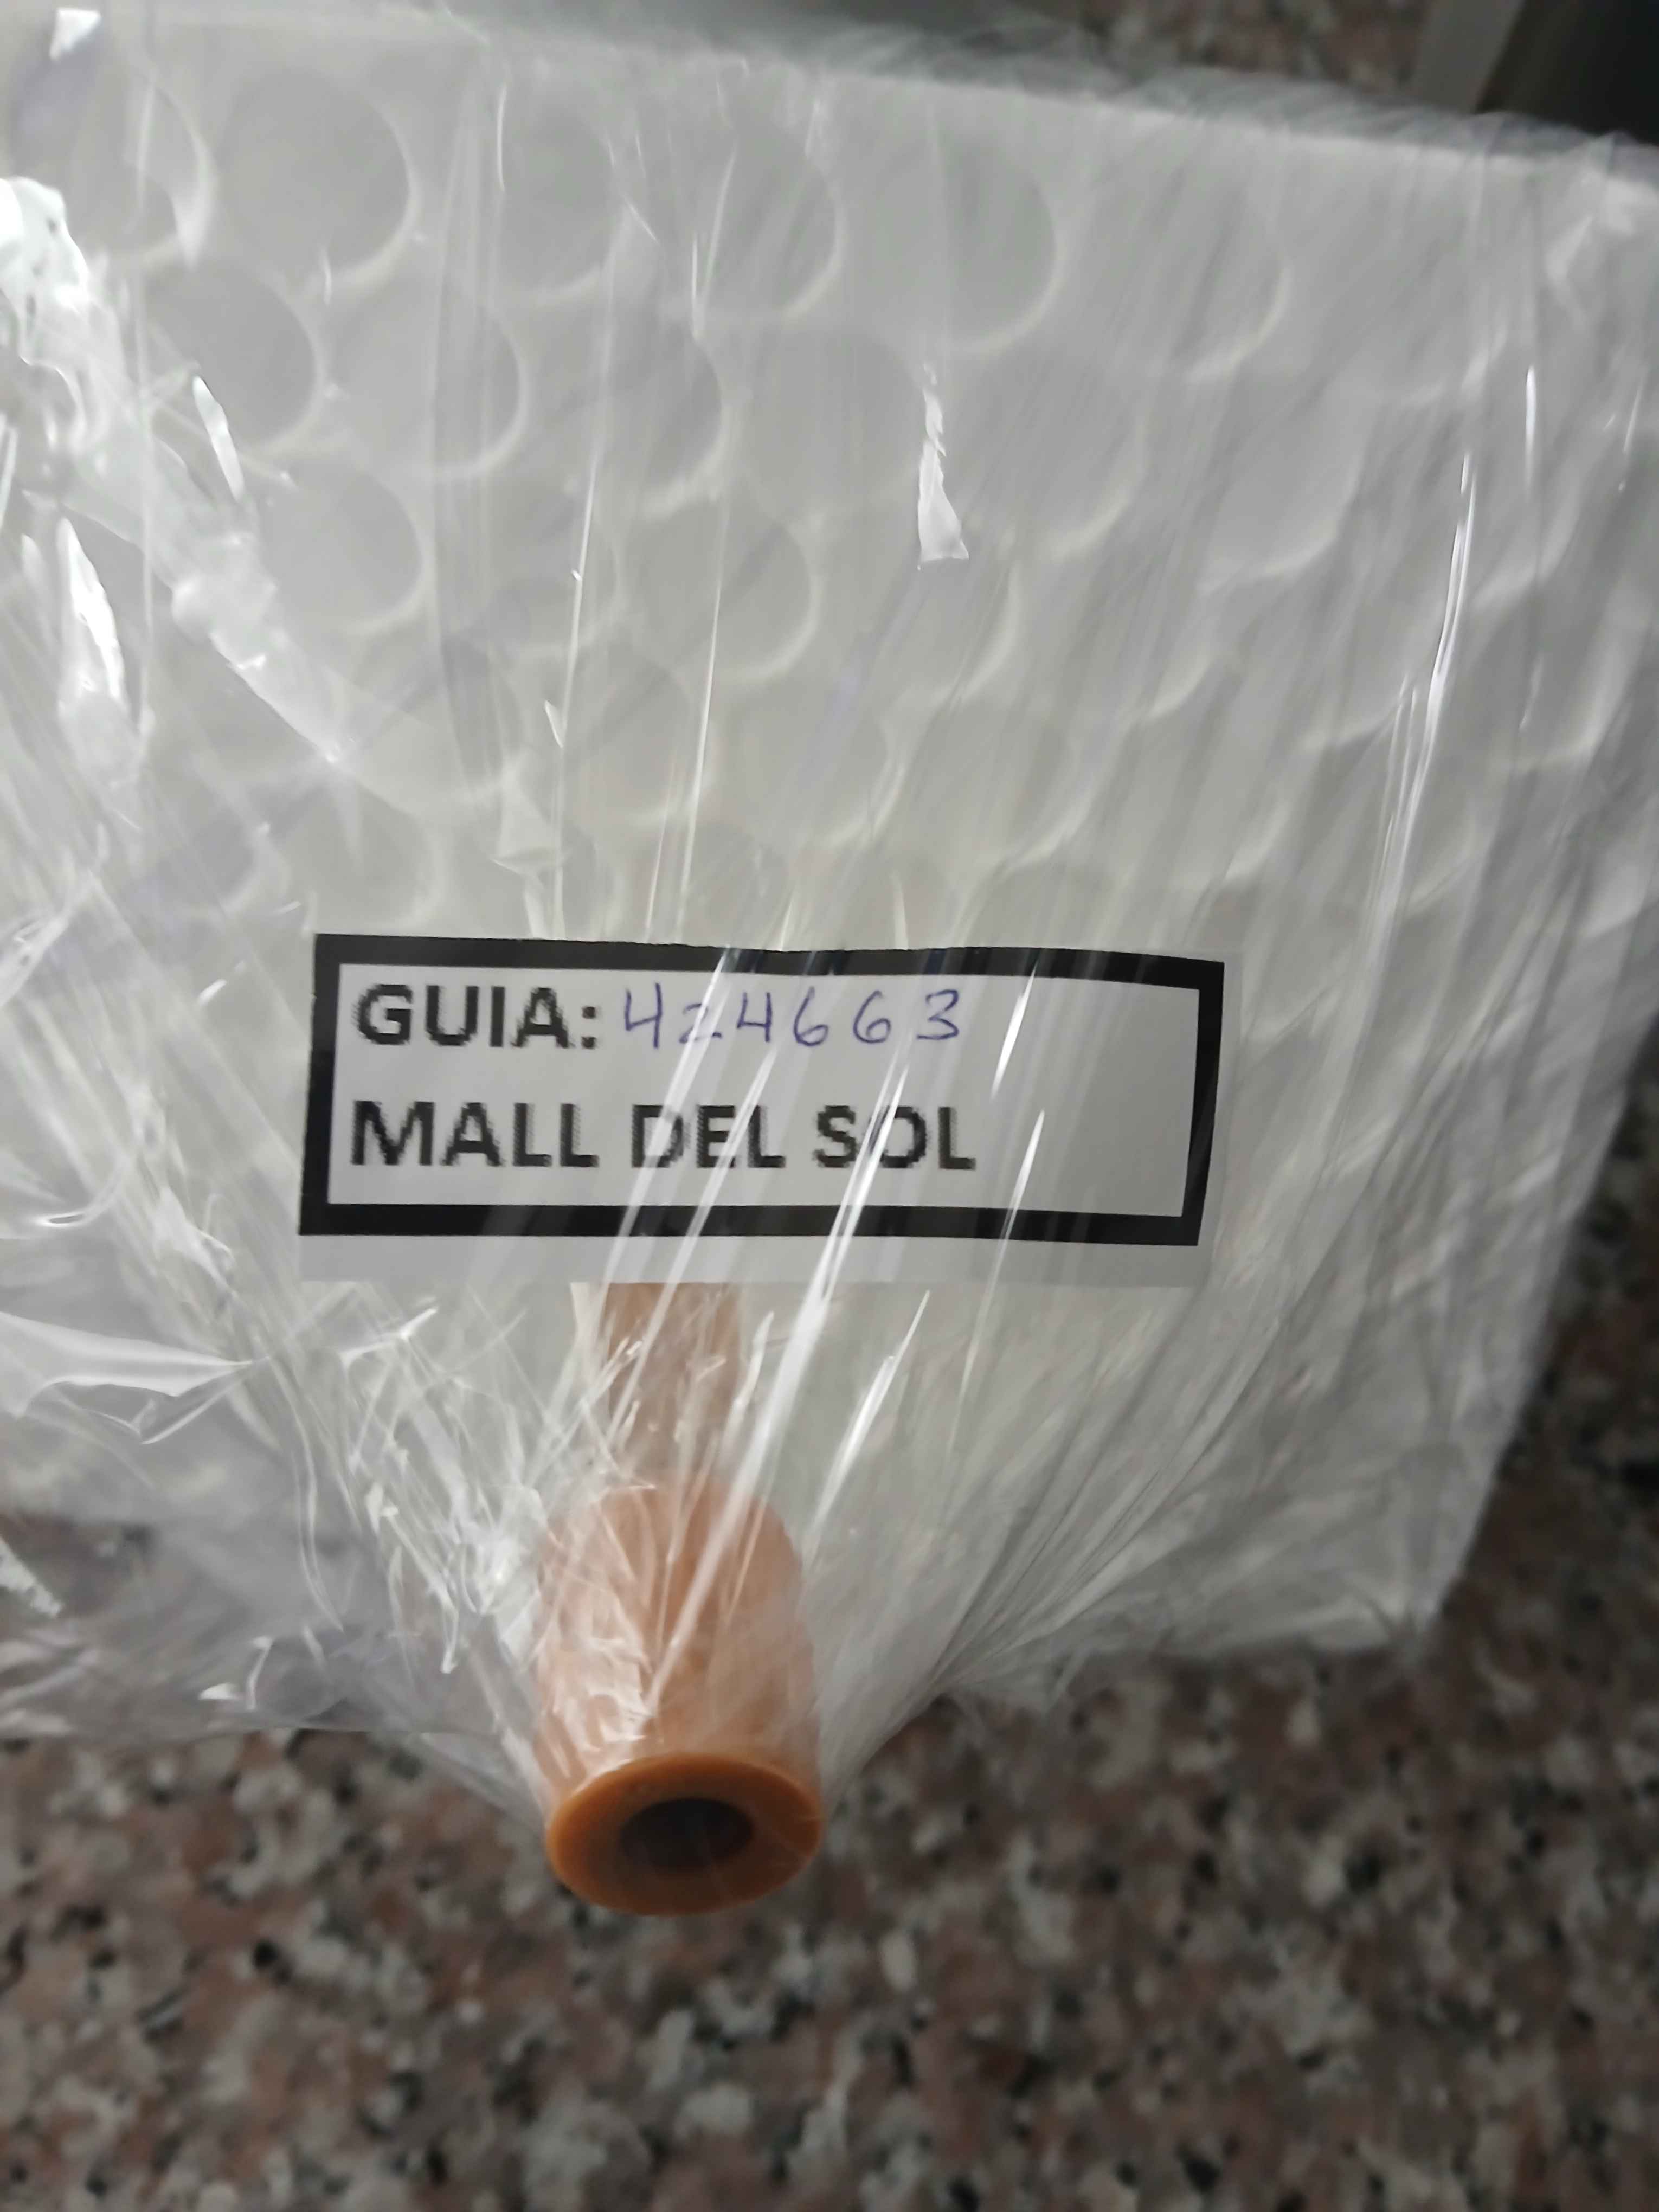 GUIA: 424663
MALL DEL SOL